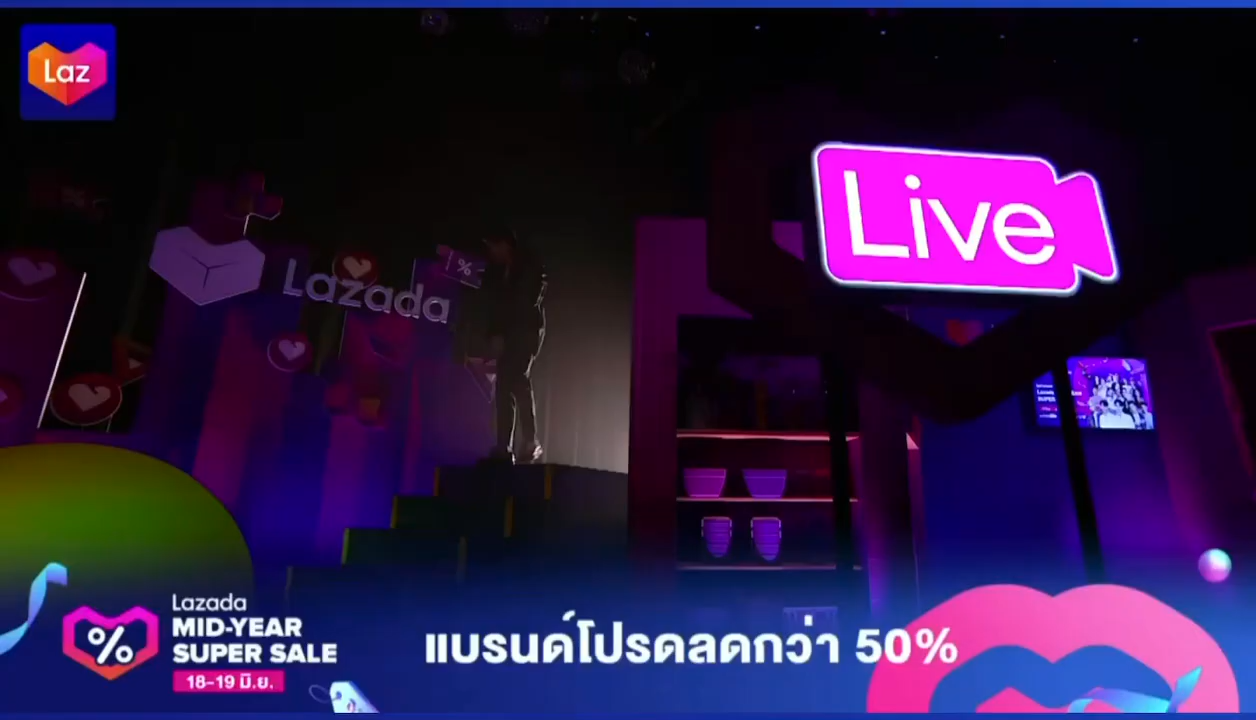 Laz
Live
Lazada
%
Lazada
MID-YEAR
SUPER SALE
18-19 มิ.ย.
%
แบรนด์โปรดลดกว่า 50%